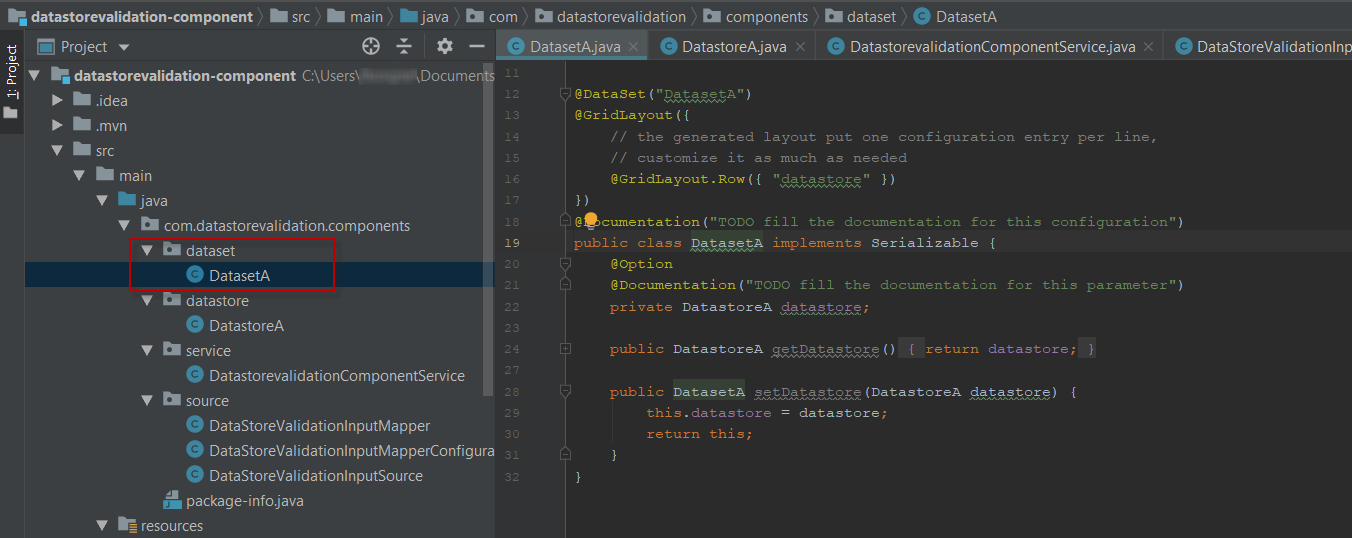 datastorevalidation-component src main java com datastorevalidation components dataset DatasetA
1: Project
Project
DatasetA.java DatastoreA.java DatastorevalidationComponentService.java DataStoreValidationInp
datastorevalidation-component C:\Users\ \Documents
.idea
.mvn
src
main
java
com.datastorevalidation.components
dataset
DatasetA
datastore
DatastoreA
service
DatastorevalidationComponentService
source
DataStoreValidationInputMapper
DataStoreValidationInputMapperConfigura
DataStoreValidationInputSource
package-info.java
resources
11
12 @DataSet("DatasetA")
13 @GridLayout({
14 // the generated layout put one configuration entry per line,
15 // customize it as much as needed
16 @GridLayout.Row({ "datastore" })
17 })
18 @Documentation("TODO fill the documentation for this configuration")
19 public class DatasetA implements Serializable {
20 @Option
21 @Documentation("TODO fill the documentation for this parameter")
22 private DatastoreA datastore;
23
24 public DatastoreA getDatastore() { return datastore; }
27
28 public DatasetA setDatastore(DatastoreA datastore) {
29 this.datastore = datastore;
30 return this;
31 }
32 }